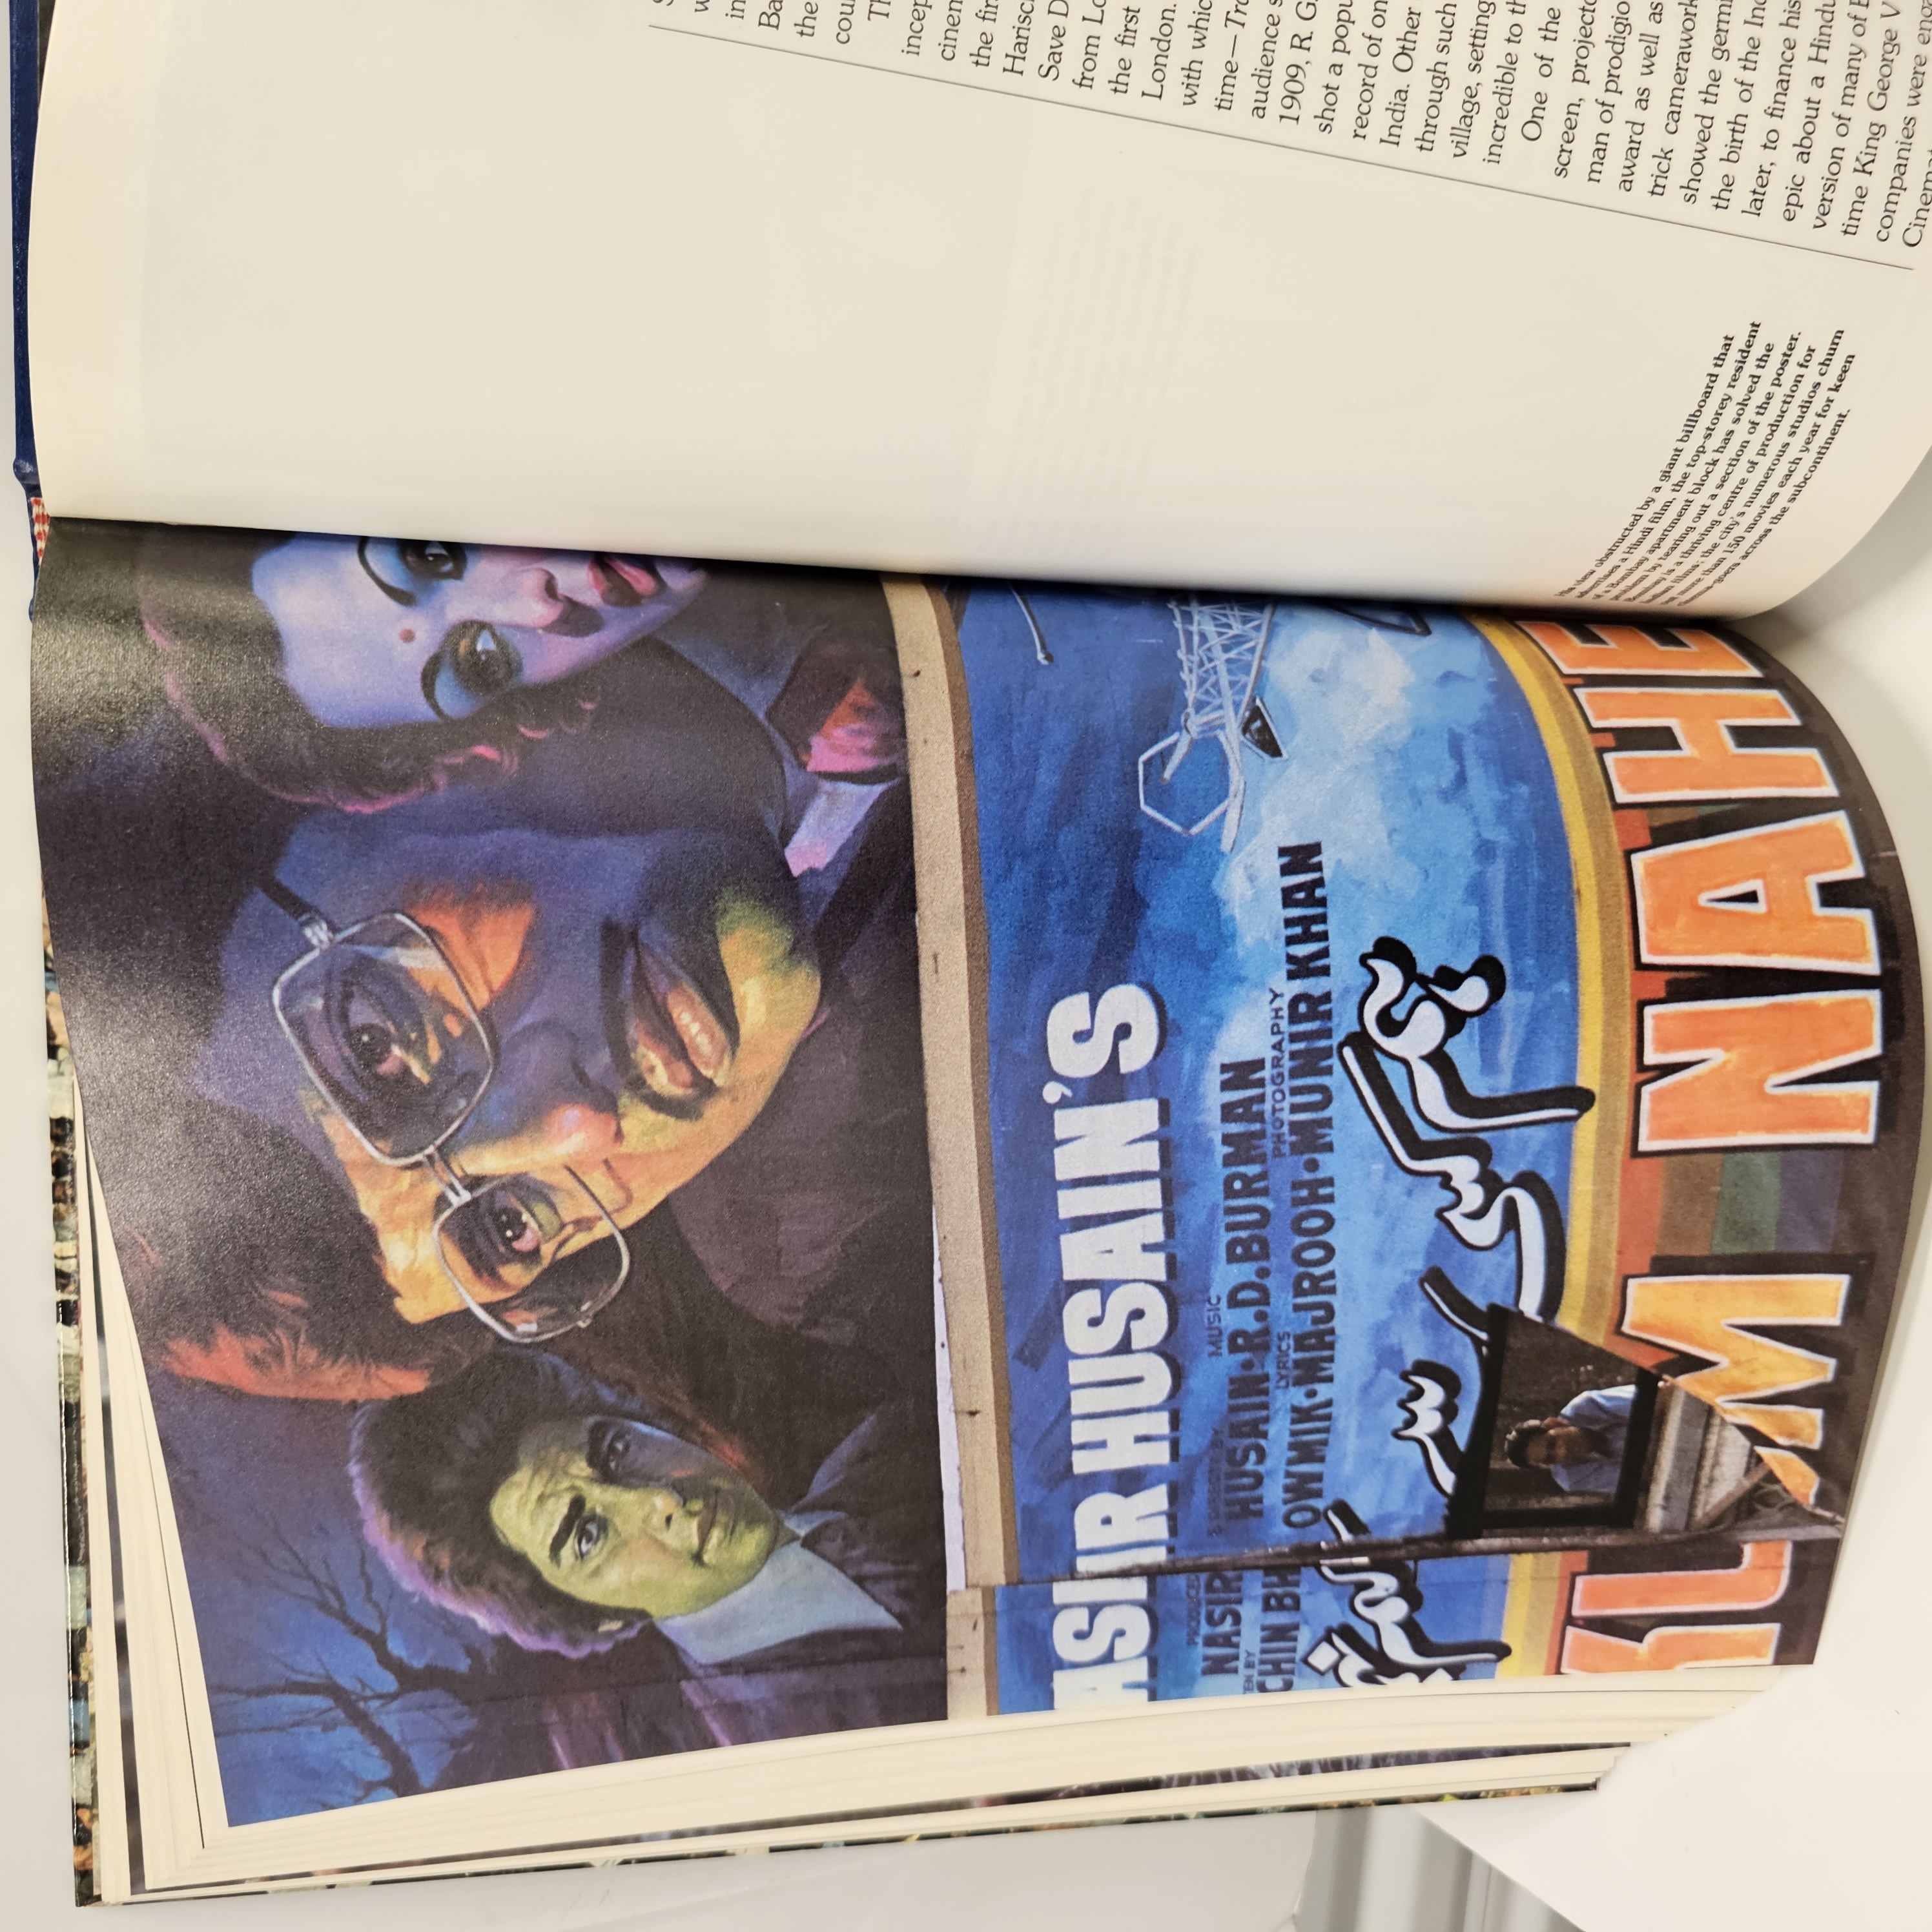 ASI IR HUSAIN'S
PRODUCED & DIRECTED BY MUSIC
NASIR HUSAIN • R.D. BURMAN
TEN BY LYRICS PHOTOGRAPHY
CHIN BH OWMIK • MAJROOH • MUNIR KHAN
ہم کسی سے کم نہیں
KU M NAHE
His view obstructed by a giant billboard that
advertises a Hindi film, the top-storey resident
of a Bombay apartment block has solved the
problem by tearing out a section of the poster.
Bombay is a thriving centre of production for
Indian films: the city's numerous studios churn
out more than 150 movies each year for keen
cinema-goers across the subcontinent.
in
Ba
the
cou
Th
incep
cinem
the fir
Harisc
Save D
from Lo
the first
London.
with whic
time—Tra
audience s
1909, R. G
shot a popu
record of on
India. Other
through such
village, setting
incredible to th
One of the
screen, projecto
man of prodigio
award as well as
trick camerawork
showed the germ
the birth of the Ind
later, to finance his
epic about a Hindu
version of many of B
time King George V
companies were eng
Cinemat